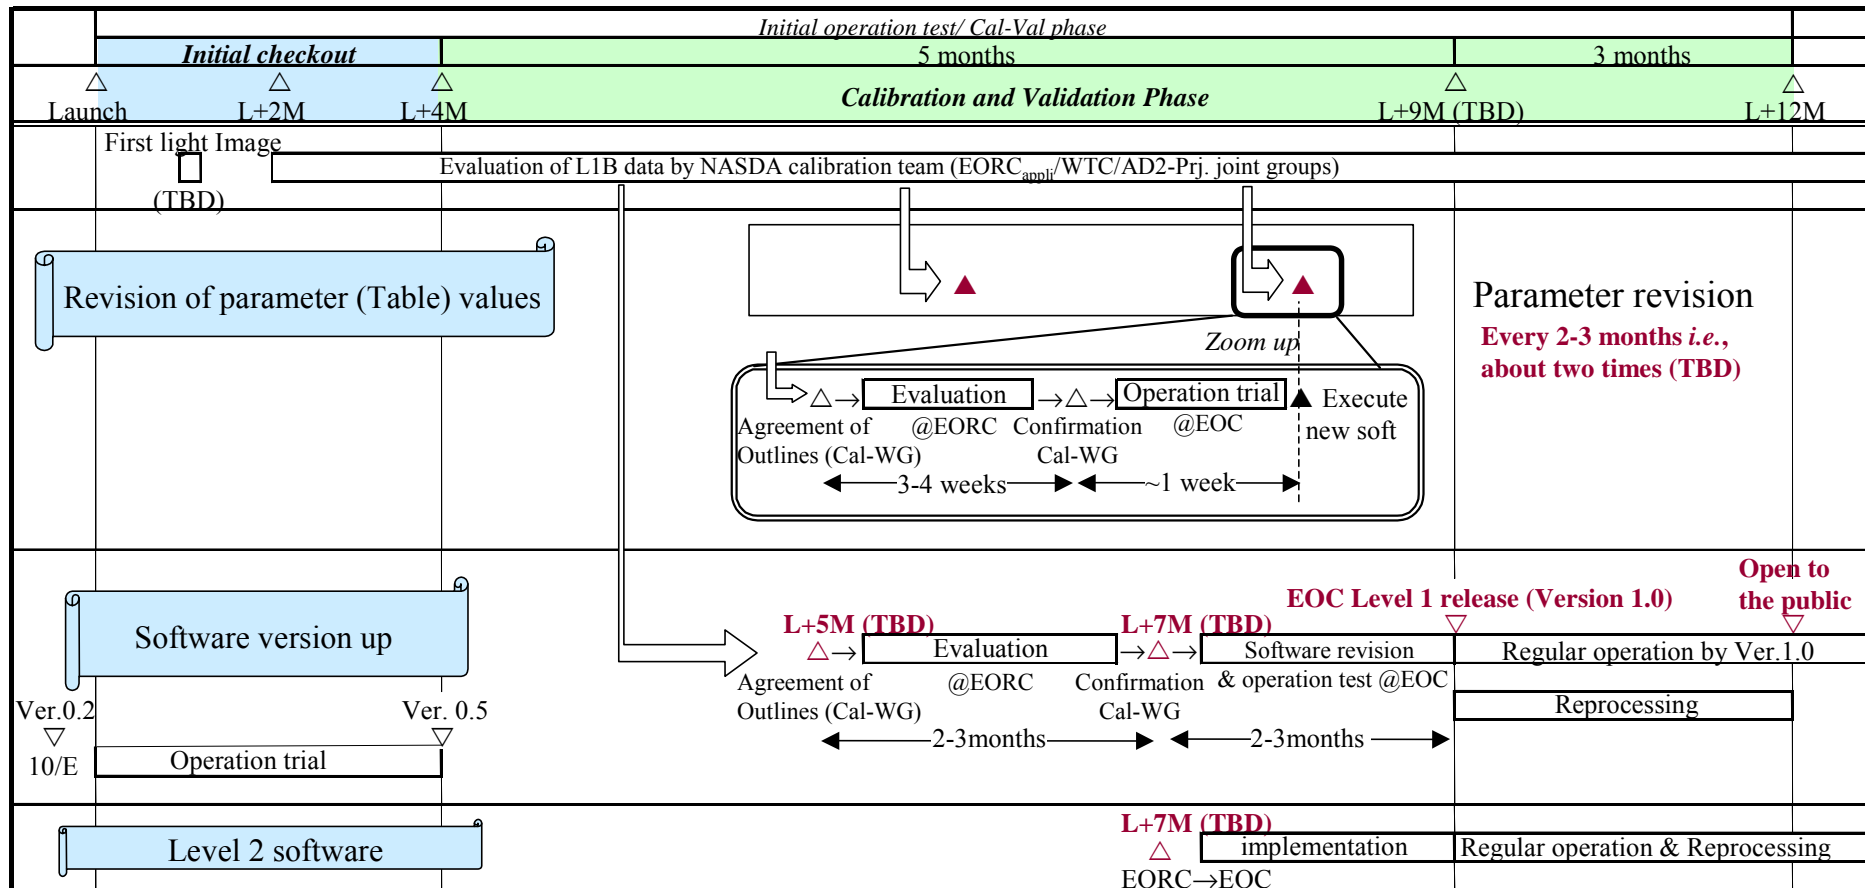 Initial operation test/ Cal-Val phase
Initial checkout
5 months
3 months
Launch
L+2M
L+4M
Calibration and Validation Phase
L+9M (TBD)
L+12M
First light Image
(TBD)
Evaluation of L1B data by NASDA calibration team (EORCappli/WTC/AD2-Prj. joint groups)
Revision of parameter (Table) values
Parameter revision
Every 2-3 months i.e.,
about two times (TBD)
Zoom up
→ Evaluation → → Operation trial Execute
Agreement of @EORC Confirmation @EOC new soft
Outlines (Cal-WG) Cal-WG
3-4 weeks
~1 week
Software version up
Open to
the public
EOC Level 1 release (Version 1.0)
L+5M (TBD)
L+7M (TBD)
→ Evaluation → → Software revision Regular operation by Ver.1.0
Agreement of @EORC Confirmation & operation test @EOC
Outlines (Cal-WG) Cal-WG
Reprocessing
2-3months
2-3months
Ver.0.2
Ver. 0.5
10/E
Operation trial
Level 2 software
L+7M (TBD)
implementation
Regular operation & Reprocessing
EORC→EOC